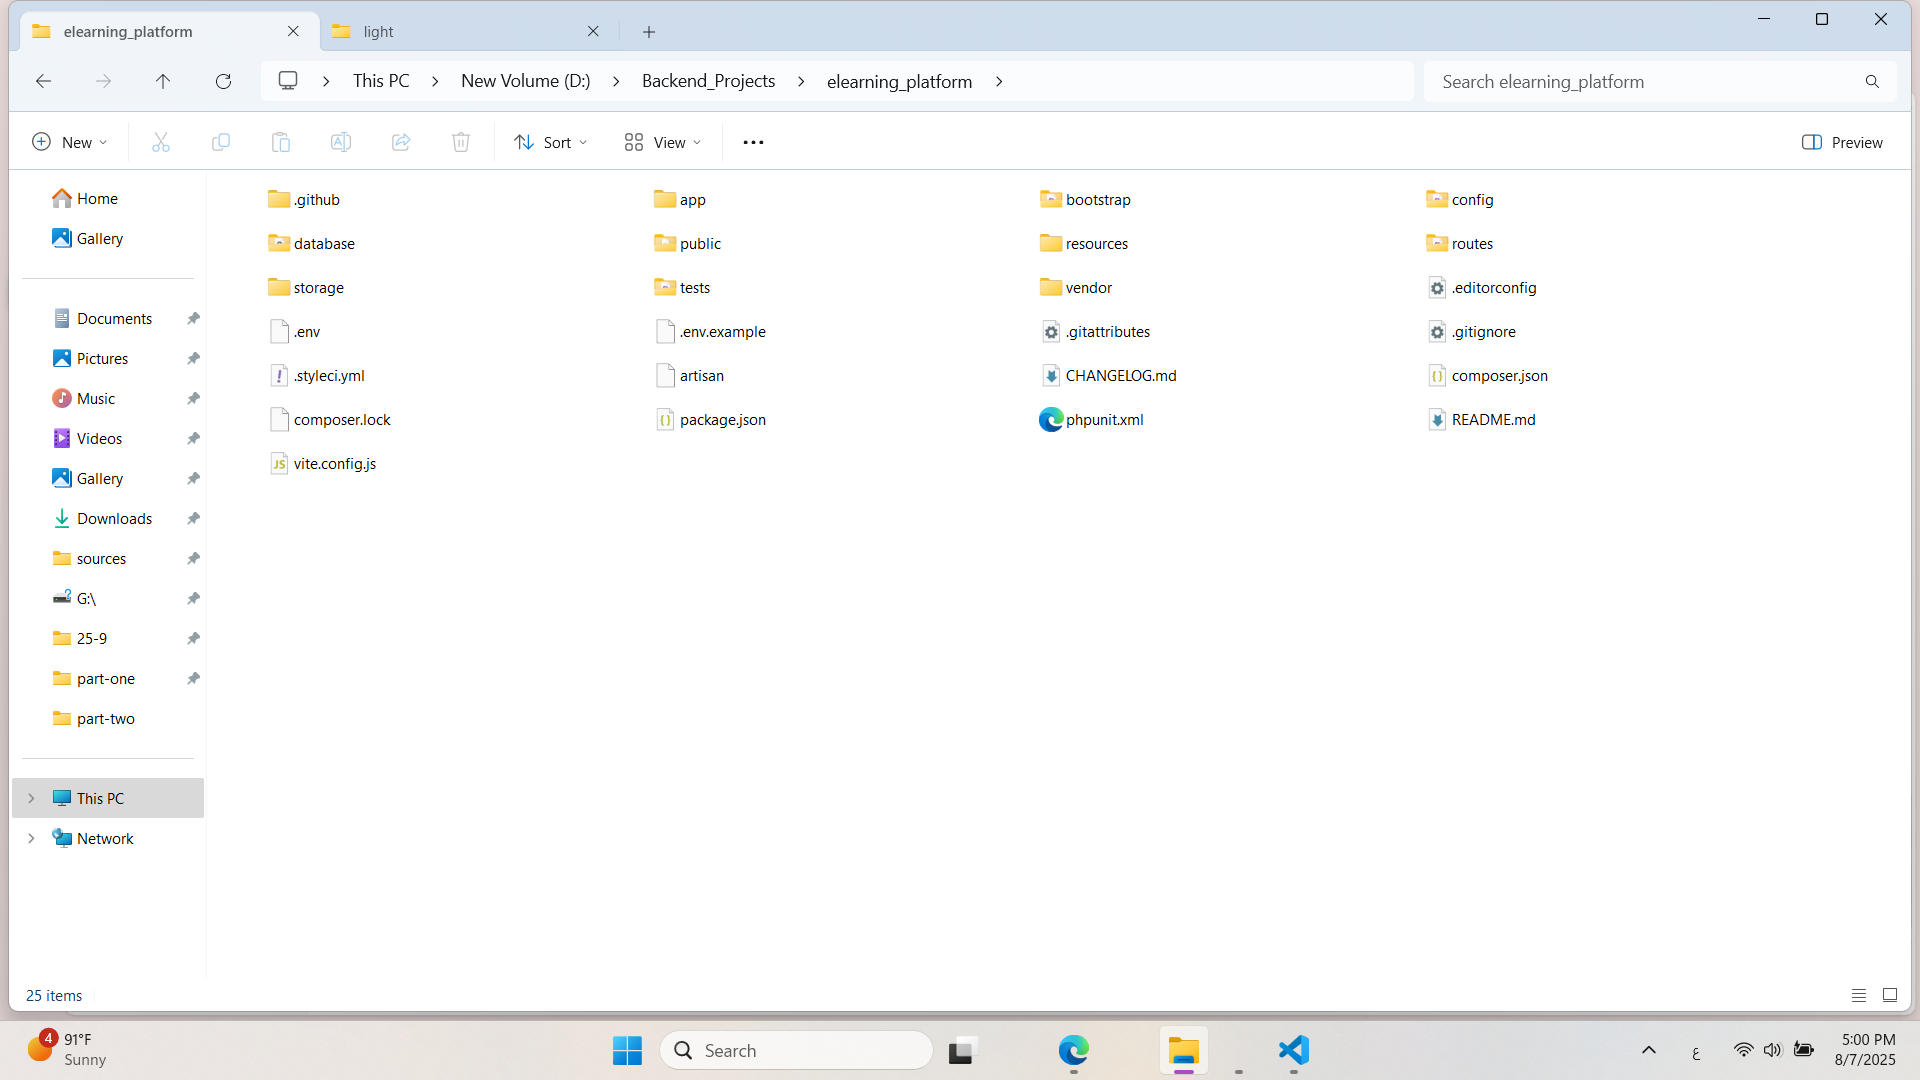 elearning_platform
light
This PC
New Volume (D:)
Backend_Projects
elearning_platform
Search elearning_platform
New
Sort
View
Preview
Home
Gallery
Documents
Pictures
Music
Videos
Gallery
Downloads
sources
G:\
25-9
part-one
part-two
This PC
Network
.github
app
bootstrap
config
database
public
resources
routes
storage
tests
vendor
.editorconfig
.env
.env.example
.gitattributes
.gitignore
.styleci.yml
artisan
CHANGELOG.md
composer.json
composer.lock
package.json
phpunit.xml
README.md
JS
vite.config.js
25 items
4
91°F
Sunny
Search
ع
5:00 PM
8/7/2025